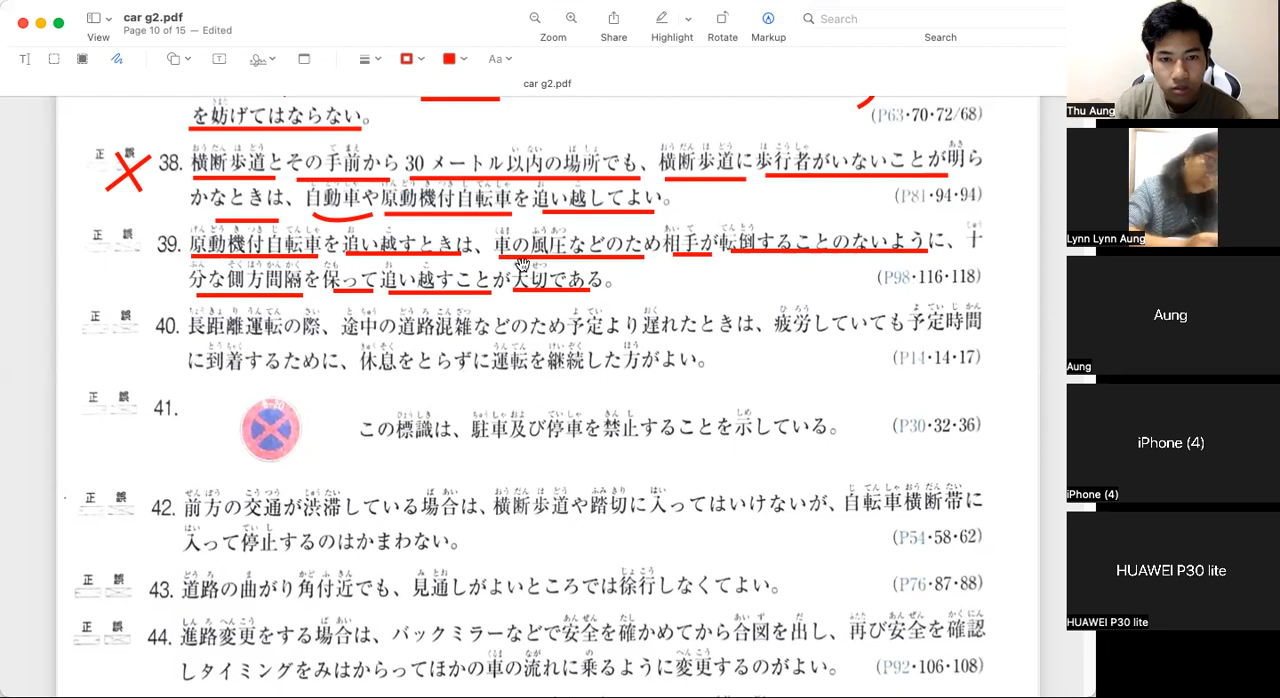 car g2.pdf
Page 10 of 15 — Edited
View
Zoom
Share
Highlight
Rotate
Markup
Search
Search
Aa
car g2.pdf
を妨げてはならない。 (P63・70・72/68)
正 誤 38. 横断歩道とその手前から 30 メートル以内の場所でも、横断歩道に歩行者がいないことが明ら
かなときは、自動車や原動機付自転車を追い越してよい。 (P81・94・94)
正 誤 39. 原動機付自転車を追い越すときは、車の風圧などのため相手が転倒することのないように、十
分な側方間隔を保って追い越すことが大切である。 (P98・116・118)
正 誤 40. 長距離運転の際、途中の道路混雑などのため予定より遅れたときは、疲労していても予定時間
に到着するために、休息をとらずに運転を継続した方がよい。 (P14・14・17)
正 誤 41. この標識は、駐車及び停車を禁止することを示している。 (P30・32・36)
正 誤 42. 前方の交通が渋滞している場合は、横断歩道や踏切に入ってはいけないが、自転車横断帯に
入って停止するのはかまわない。 (P54・58・62)
正 誤 43. 道路の曲がり角付近でも、見通しがよいところでは徐行しなくてよい。 (P76・87・88)
正 誤 44. 進路変更をする場合は、バックミラーなどで安全を確かめてから合図を出し、再び安全を確認
しタイミングをみはからってほかの車の流れに乗るように変更するのがよい。 (P92・106・108)
Thu Aung
Lynn Lynn Aung
Aung
Aung
iPhone (4)
iPhone (4)
HUAWEI P30 lite
HUAWEI P30 lite